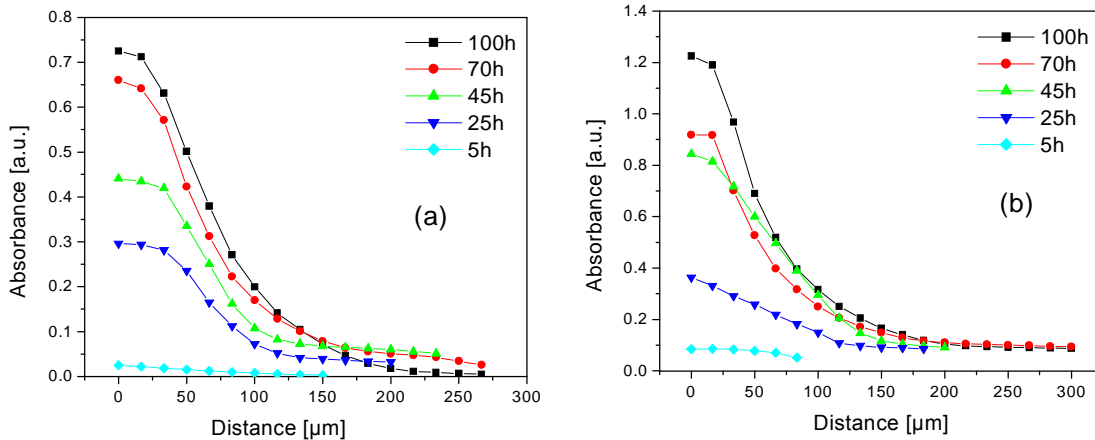 0.8
0.7
0.6
0.5
0.4
0.3
0.2
0.1
0.0
Absorbance [a.u.]
0 50 100 150 200 250 300
Distance [µm]
100h
70h
45h
25h
5h
(a)
1.4
1.2
1.0
0.8
0.6
0.4
0.2
0.0
Absorbance [a.u.]
0 50 100 150 200 250 300
Distance [µm]
100h
70h
45h
25h
5h
(b)